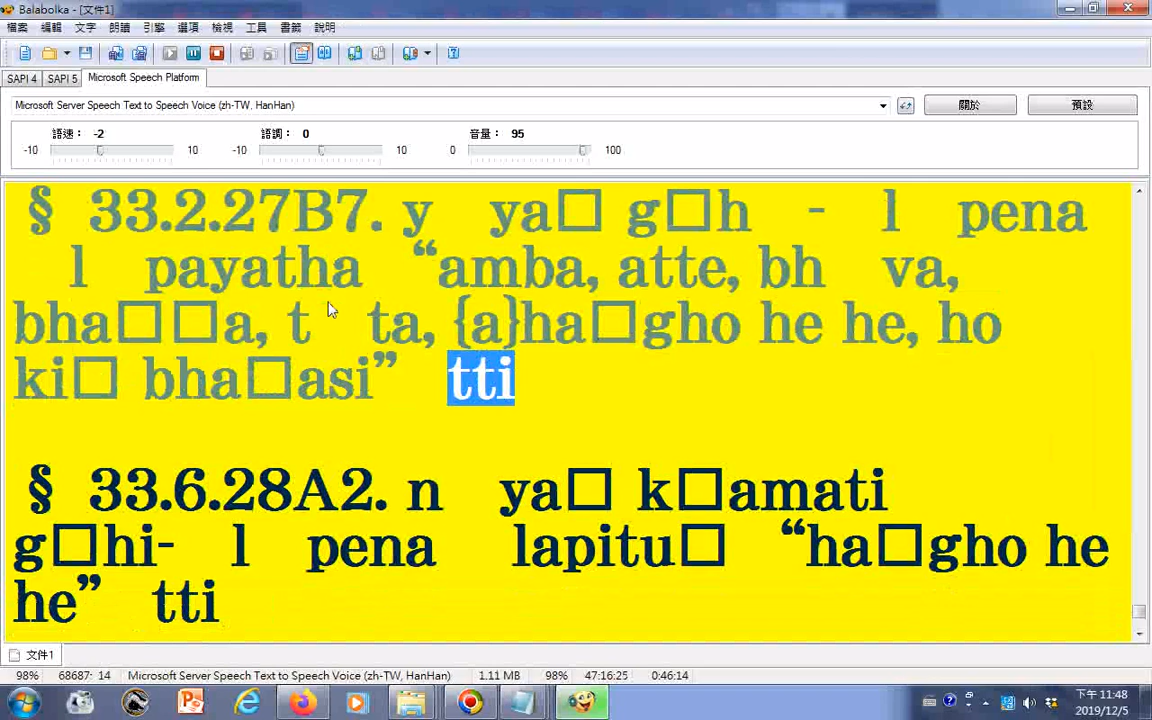 Balabolka - [文件1]
檔案 編輯 文字 朗讀 引擎 選項 檢視 工具 書籤 說明
SAPI 4 SAPI 5 Microsoft Speech Platform
Microsoft Server Speech Text to Speech Voice (zh-TW, HanHan) 關於 預設
語速： -2 語調： 0 音量： 95
-10 10 -10 10 0 100
§ 33.2.27B7. y ya□ g□h - l pena
l payatha “amba, atte, bh va,
bha□□a, t ta, {a}ha□gho he he, ho
ki□ bha□asi” tti
§ 33.6.28A2. n ya□ k□amati
g□hi- l pena lapitu□ “ha□gho he
he” tti
文件1
98% 68687: 14 Microsoft Server Speech Text to Speech Voice (zh-TW, HanHan) 1.11 MB 98% 47:16:25 0:46:14
下午 11:48
2019/12/5